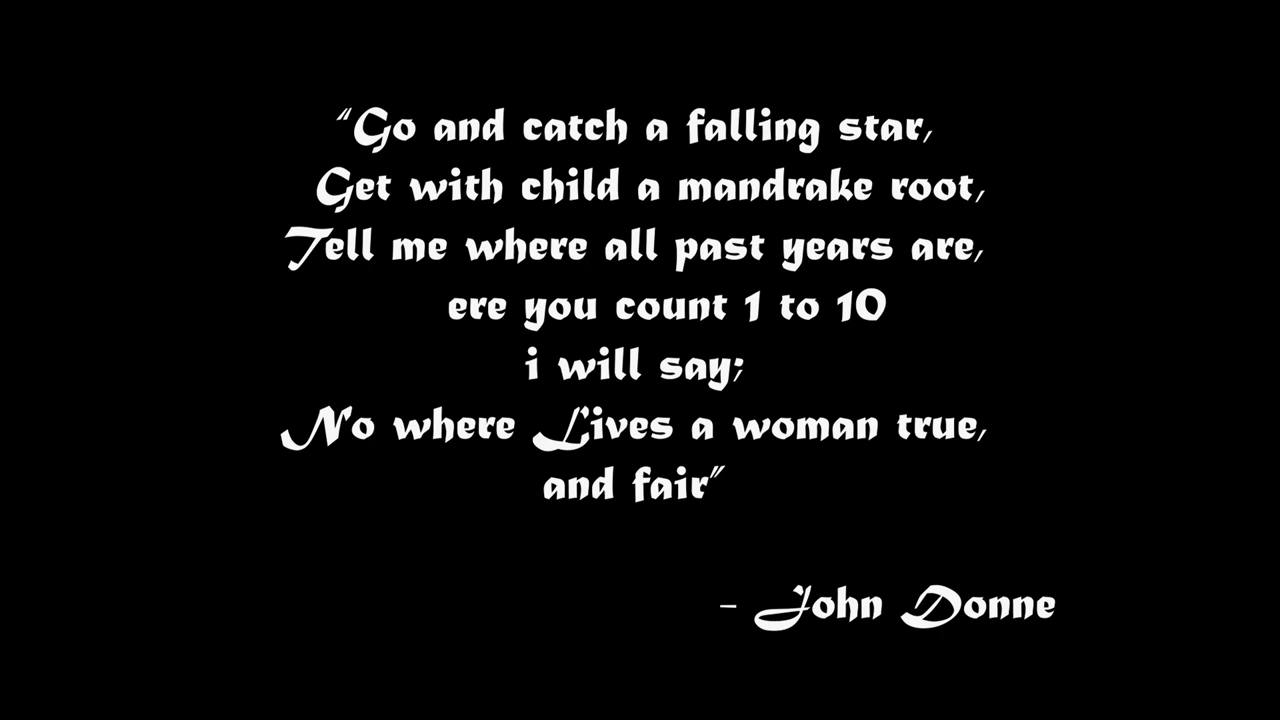 "Go and catch a falling star,
Get with child a mandrake root,
Tell me where all past years are,
ere you count 1 to 10
i will say;
No where Lives a woman true,
and fair"
- John Donne